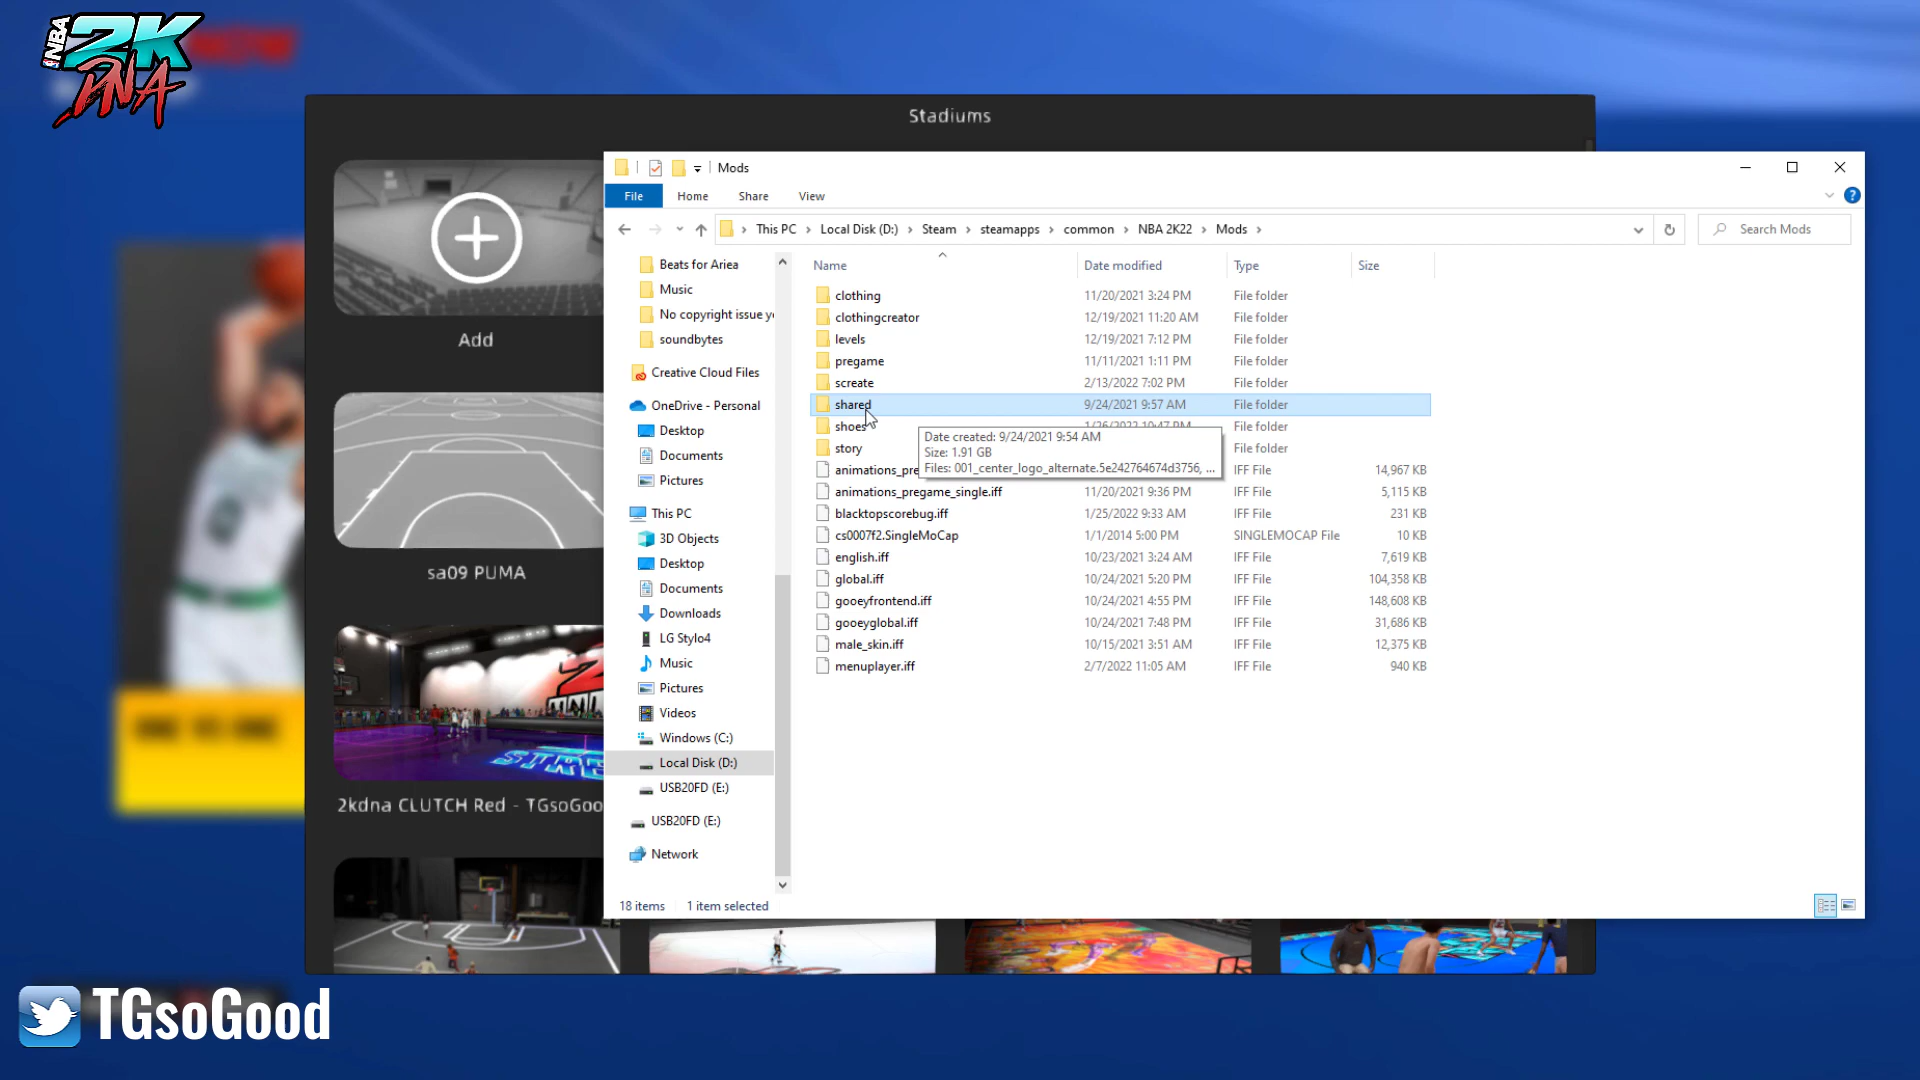 NBA
2K
DNA
Stadiums
Add
sa09 PUMA
2kdna CLUTCH Red - TGsoGoo
ONE VS ONE
Mods
File Home Share View
This PC Local Disk (D:) Steam steamapps common NBA 2K22 Mods
Search Mods
Beats for Ariea
Music
No copyright issue y
soundbytes
Creative Cloud Files
OneDrive - Personal
Desktop
Documents
Pictures
This PC
3D Objects
Desktop
Documents
Downloads
LG Stylo4
Music
Pictures
Videos
Windows (C:)
Local Disk (D:)
USB20FD (E:)
USB20FD (E:)
Network
Name Date modified Type Size
clothing 11/20/2021 3:24 PM File folder
clothingcreator 12/19/2021 11:20 AM File folder
levels 12/19/2021 7:12 PM File folder
pregame 11/11/2021 1:11 PM File folder
screate 2/13/2022 7:02 PM File folder
shared 9/24/2021 9:57 AM File folder
shoes 1/26/2022 10:47 PM File folder
story File folder
Date created: 9/24/2021 9:54 AM
Size: 1.91 GB
Files: 001_center_logo_alternate.5e242764674d3756, ...
animations_pre IFF File 14,967 KB
animations_pregame_single.iff 11/20/2021 9:36 PM IFF File 5,115 KB
blacktopscorebug.iff 1/25/2022 9:33 AM IFF File 231 KB
cs0007f2.SingleMoCap 1/1/2014 5:00 PM SINGLEMOCAP File 10 KB
english.iff 10/23/2021 3:24 AM IFF File 7,619 KB
global.iff 10/24/2021 5:20 PM IFF File 104,358 KB
gooeyfrontend.iff 10/24/2021 4:55 PM IFF File 148,608 KB
gooeyglobal.iff 10/24/2021 7:48 PM IFF File 31,686 KB
male_skin.iff 10/15/2021 3:51 AM IFF File 12,375 KB
menuplayer.iff 2/7/2022 11:05 AM IFF File 940 KB
18 items 1 item selected
TGsoGood